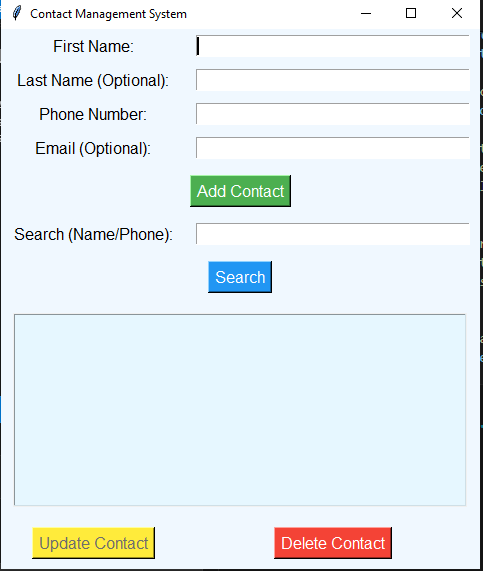 Contact Management System
First Name:
Last Name (Optional):
Phone Number:
Email (Optional):
Add Contact
Search (Name/Phone):
Search
Update Contact
Delete Contact